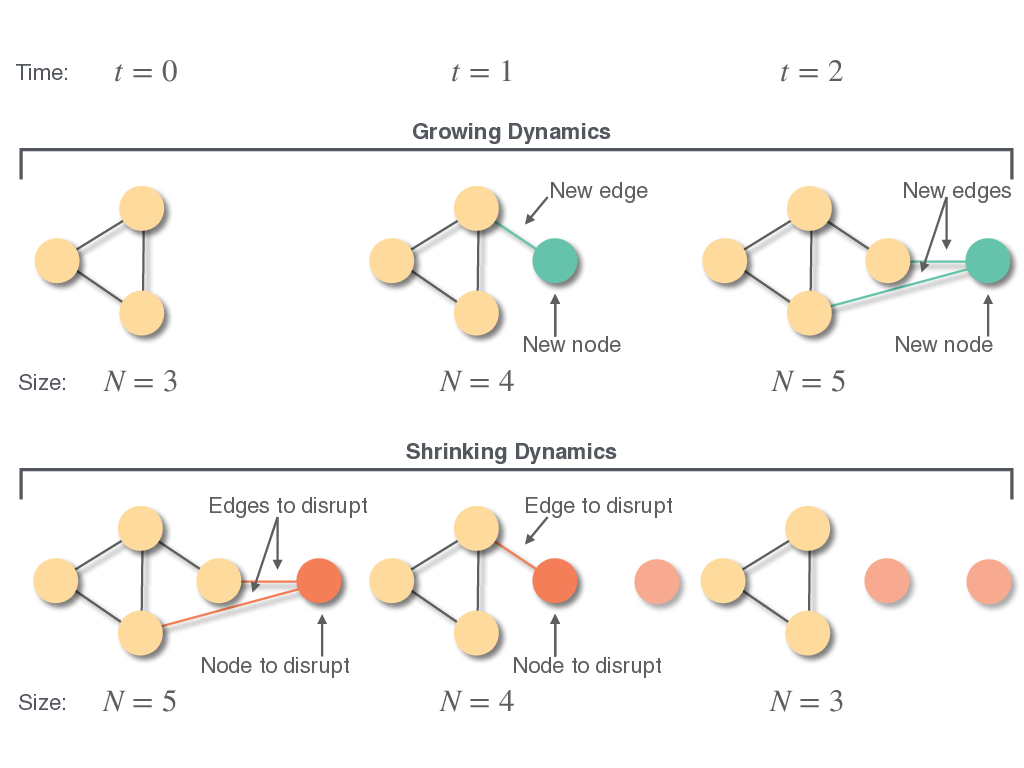 Time: t = 0 t = 1 t = 2
Growing Dynamics
New edge New edges
New node New node
Size: N = 3 N = 4 N = 5
Shrinking Dynamics
Edges to disrupt Edge to disrupt
Node to disrupt Node to disrupt
Size: N = 5 N = 4 N = 3